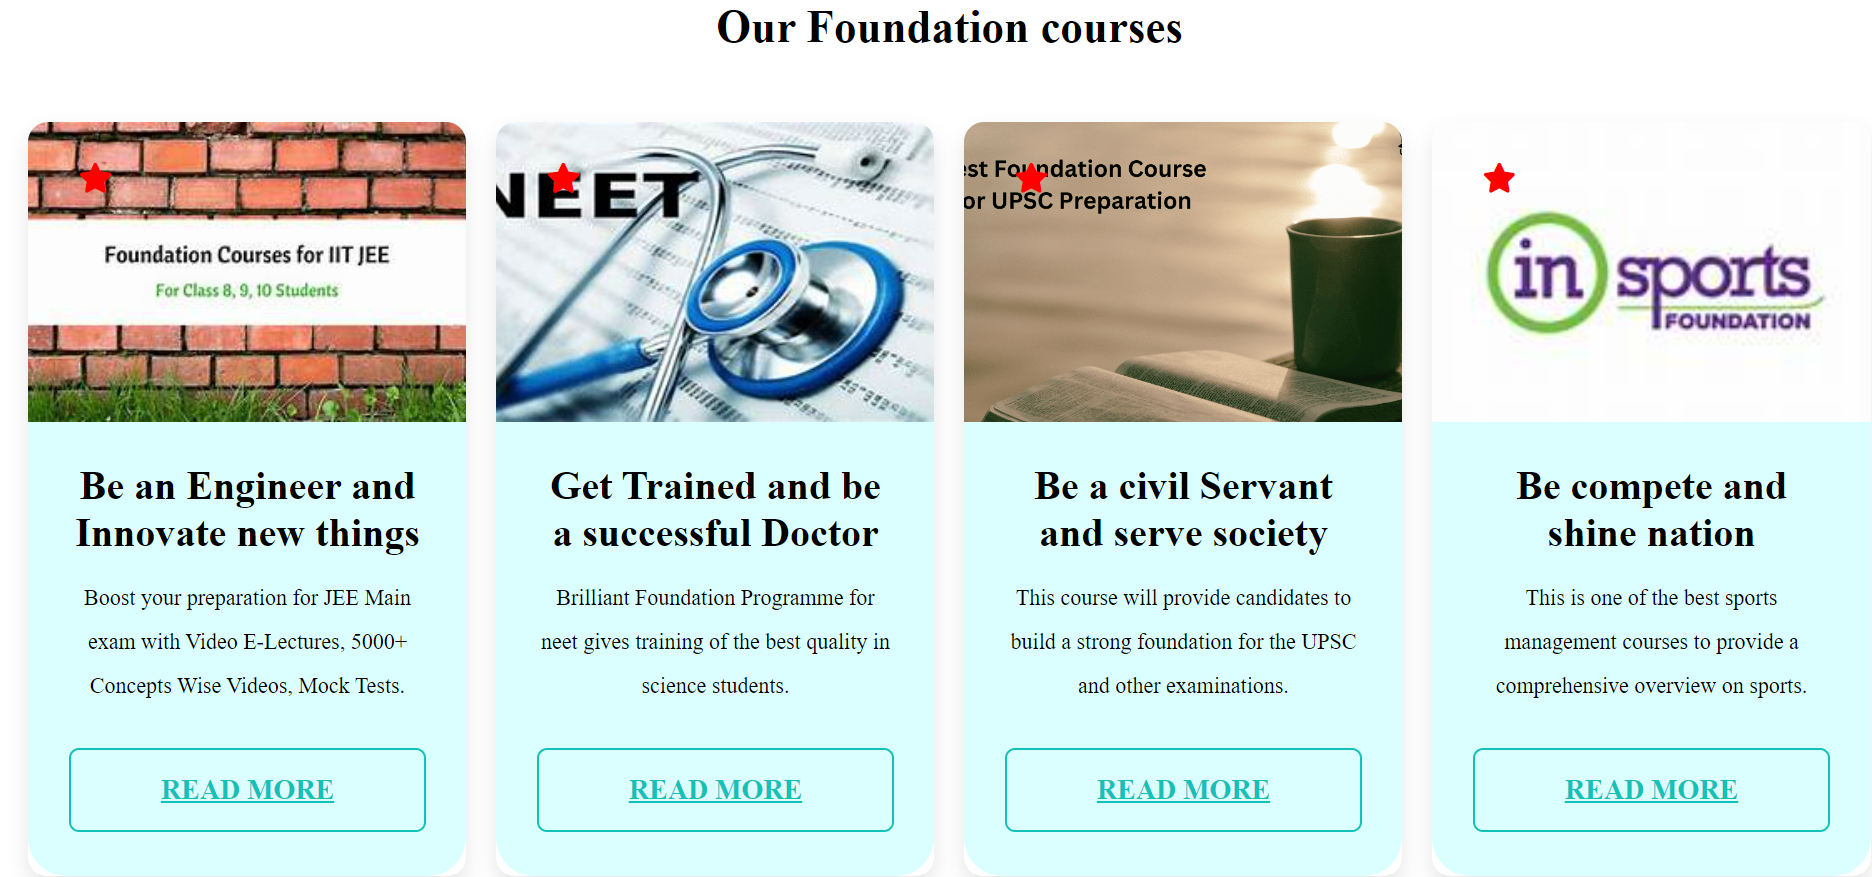 Our Foundation courses
Foundation Courses for IIT JEE
For Class 8, 9, 10 Students
Be an Engineer and
Innovate new things
Boost your preparation for JEE Main
exam with Video E-Lectures, 5000+
Concepts Wise Videos, Mock Tests.
READ MORE
NEET
Get Trained and be
a successful Doctor
Brilliant Foundation Programme for
neet gives training of the best quality in
science students.
READ MORE
est Foundation Course
or UPSC Preparation
Be a civil Servant
and serve society
This course will provide candidates to
build a strong foundation for the UPSC
and other examinations.
READ MORE
in sports
FOUNDATION
Be compete and
shine nation
This is one of the best sports
management courses to provide a
comprehensive overview on sports.
READ MORE